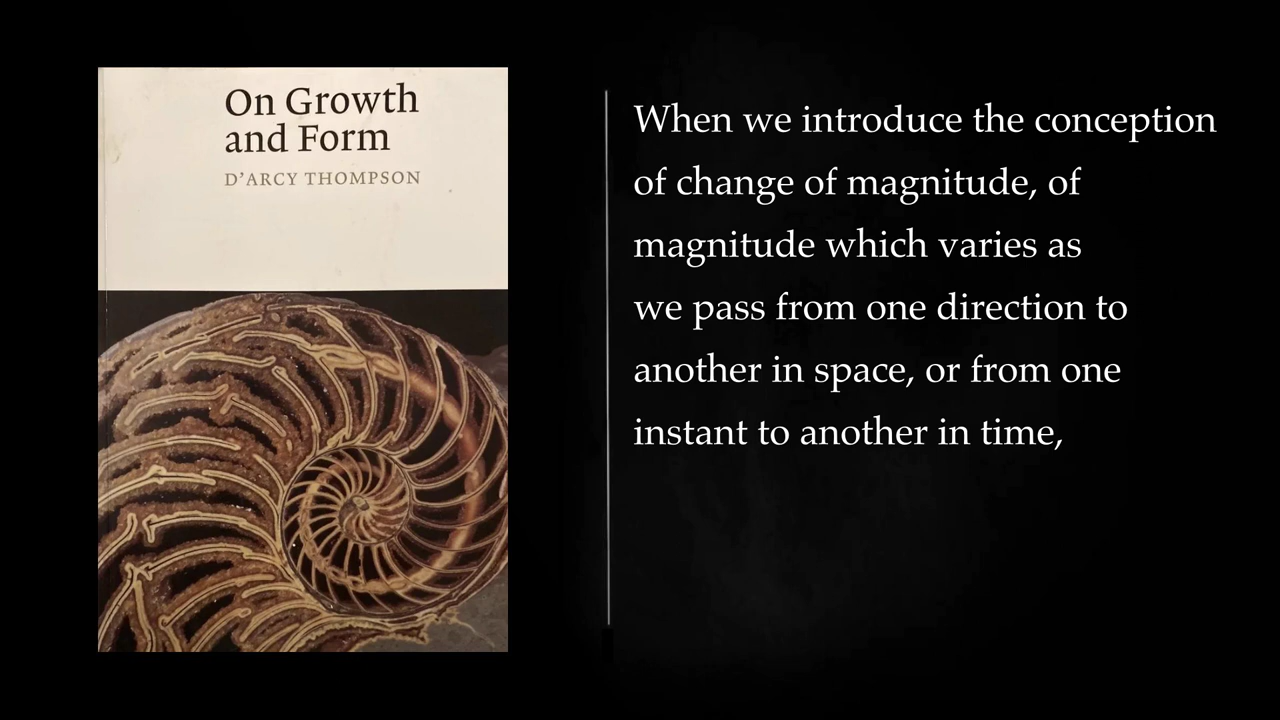 On Growth
and Form
D'ARCY THOMPSON
When we introduce the conception
of change of magnitude, of
magnitude which varies as
we pass from one direction to
another in space, or from one
instant to another in time,